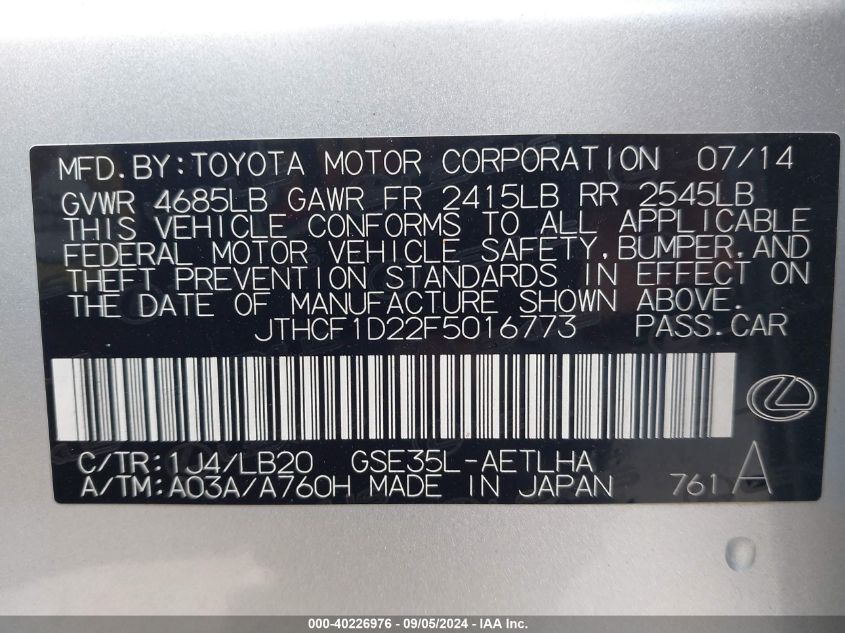 MFD. BY: TOYOTA MOTOR CORPORATION 07/14
GVWR 4685LB GAWR FR 2415LB RR 2545LB
THIS VEHICLE CONFORMS TO ALL APPLICABLE
FEDERAL MOTOR VEHICLE SAFETY, BUMPER, AND
THEFT PREVENTION STANDARDS IN EFFECT ON
THE DATE OF MANUFACTURE SHOWN ABOVE.
JTHCF1D22F5016773 PASS. CAR
C/TR: 1J4/LB20 GSE35L-AETLHA
A/TM: A03A/A760H MADE IN JAPAN 761 A
000-40226976 - 09/05/2024 - IAA Inc.